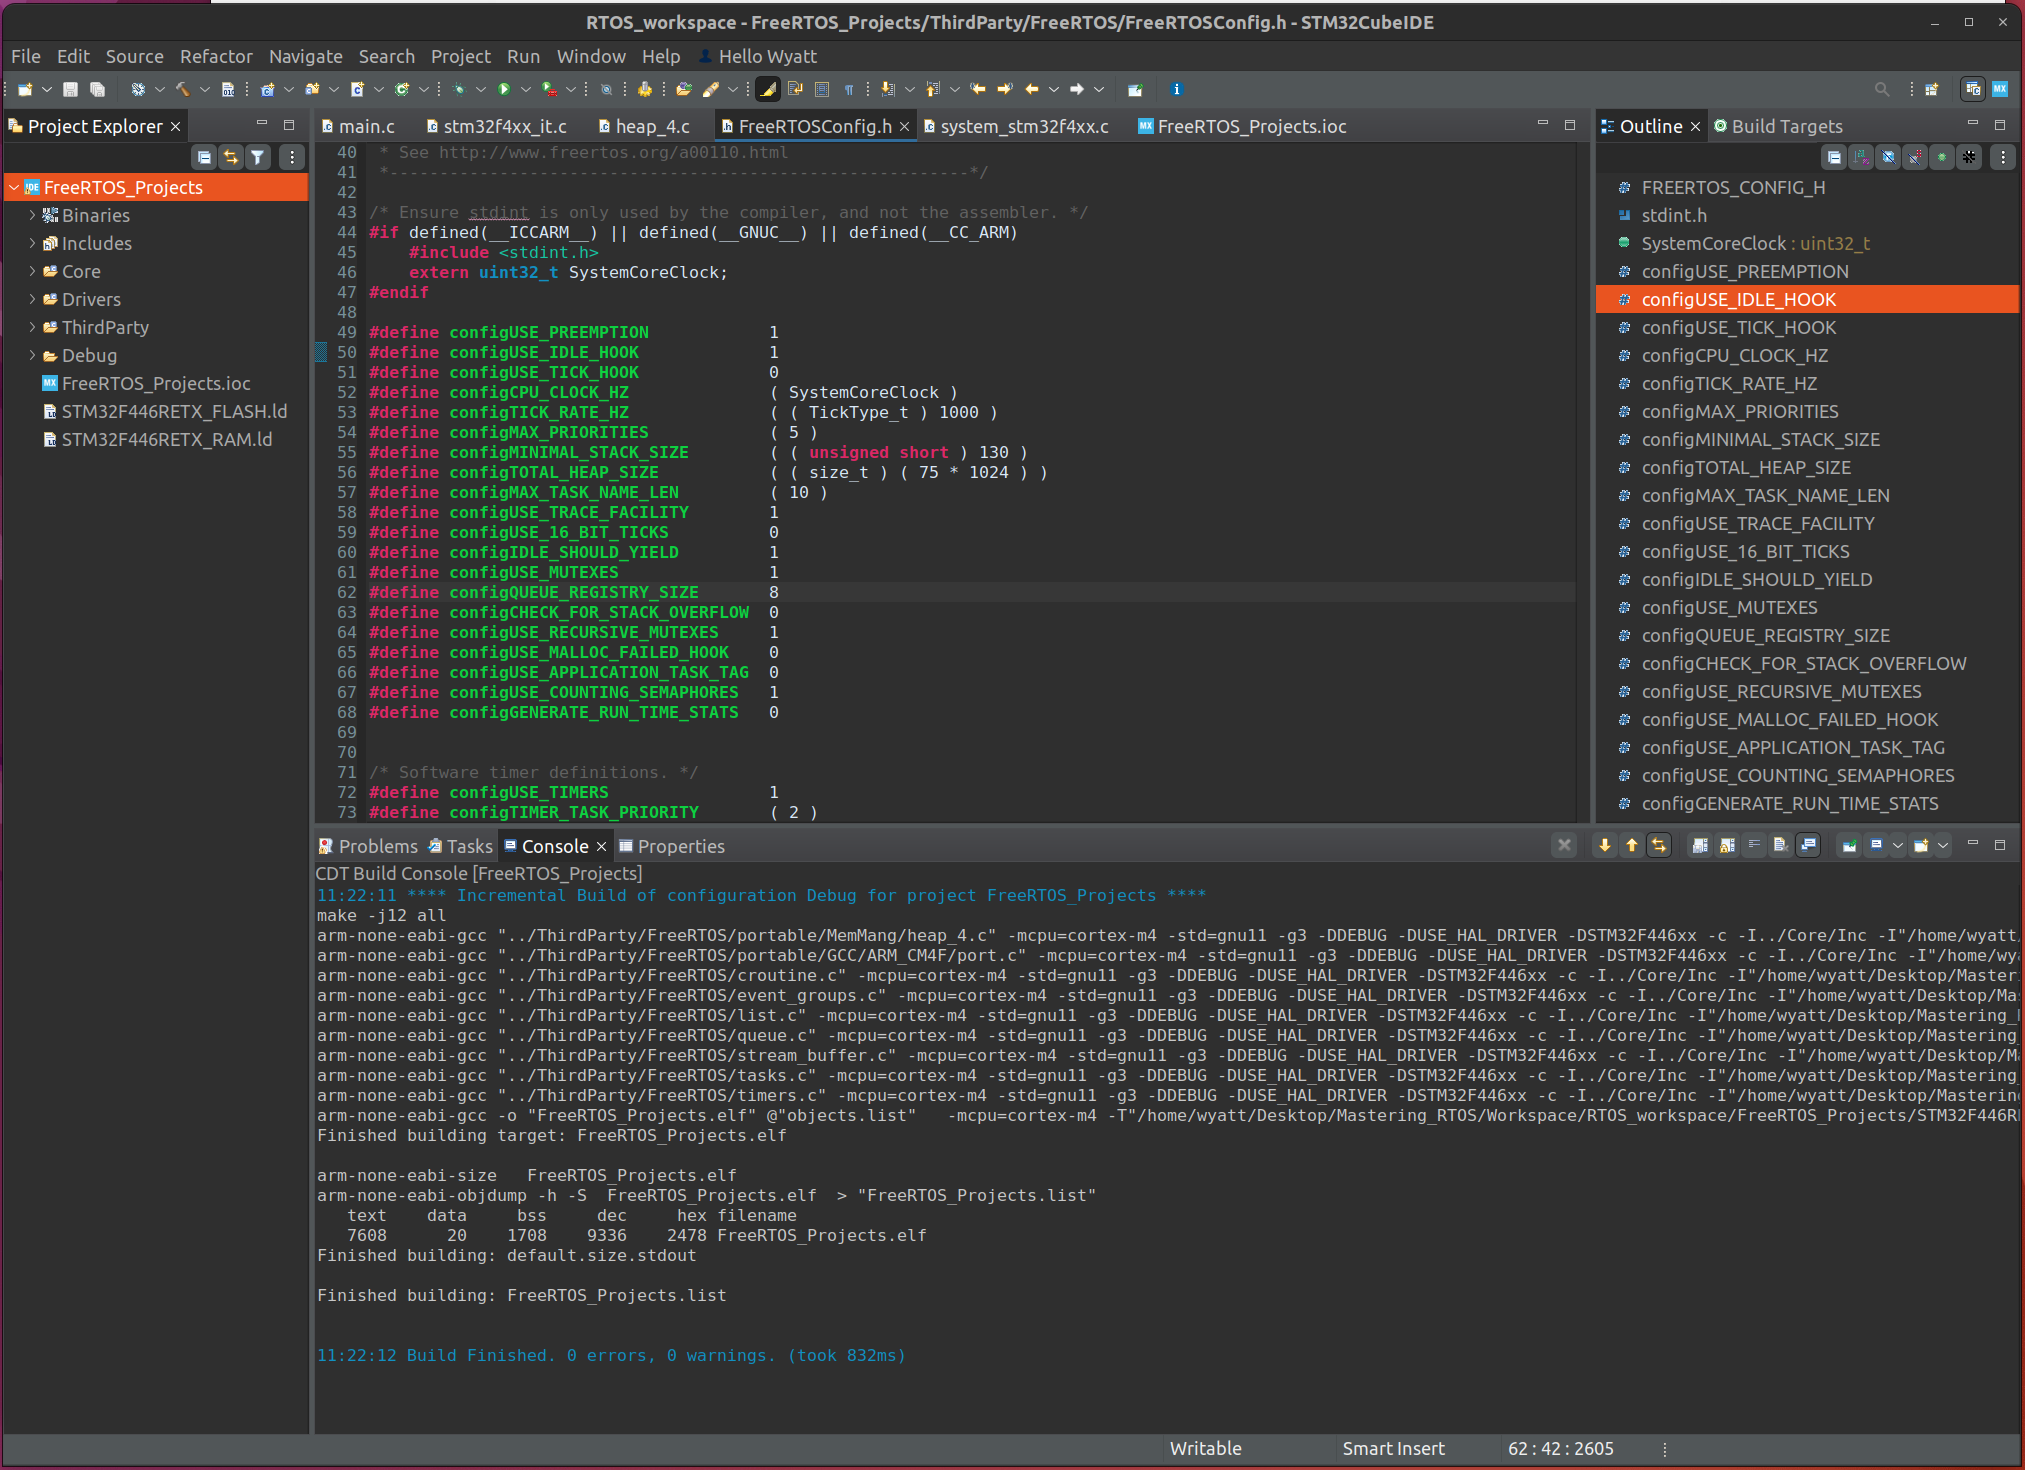 RTOS_workspace - FreeRTOS_Projects/ThirdParty/FreeRTOS/FreeRTOSConfig.h - STM32CubeIDE
File Edit Source Refactor Navigate Search Project Run Window Help Hello Wyatt
Project Explorer
FreeRTOS_Projects
Binaries
Includes
Core
Drivers
ThirdParty
Debug
FreeRTOS_Projects.ioc
STM32F446RETX_FLASH.ld
STM32F446RETX_RAM.ld
main.c stm32f4xx_it.c heap_4.c FreeRTOSConfig.h system_stm32f4xx.c FreeRTOS_Projects.ioc
40 * See http://www.freertos.org/a00110.html
41 *----------------------------------------------------------*/
42
43 /* Ensure stdint is only used by the compiler, and not the assembler. */
44 #if defined(__ICCARM__) || defined(__GNUC__) || defined(__CC_ARM)
45 #include <stdint.h>
46 extern uint32_t SystemCoreClock;
47 #endif
48
49 #define configUSE_PREEMPTION 1
50 #define configUSE_IDLE_HOOK 1
51 #define configUSE_TICK_HOOK 0
52 #define configCPU_CLOCK_HZ ( SystemCoreClock )
53 #define configTICK_RATE_HZ ( ( TickType_t ) 1000 )
54 #define configMAX_PRIORITIES ( 5 )
55 #define configMINIMAL_STACK_SIZE ( ( unsigned short ) 130 )
56 #define configTOTAL_HEAP_SIZE ( ( size_t ) ( 75 * 1024 ) )
57 #define configMAX_TASK_NAME_LEN ( 10 )
58 #define configUSE_TRACE_FACILITY 1
59 #define configUSE_16_BIT_TICKS 0
60 #define configIDLE_SHOULD_YIELD 1
61 #define configUSE_MUTEXES 1
62 #define configQUEUE_REGISTRY_SIZE 8
63 #define configCHECK_FOR_STACK_OVERFLOW 0
64 #define configUSE_RECURSIVE_MUTEXES 1
65 #define configUSE_MALLOC_FAILED_HOOK 0
66 #define configUSE_APPLICATION_TASK_TAG 0
67 #define configUSE_COUNTING_SEMAPHORES 1
68 #define configGENERATE_RUN_TIME_STATS 0
69
70
71 /* Software timer definitions. */
72 #define configUSE_TIMERS 1
73 #define configTIMER_TASK_PRIORITY ( 2 )
Outline Build Targets
FREERTOS_CONFIG_H
stdint.h
SystemCoreClock : uint32_t
configUSE_PREEMPTION
configUSE_IDLE_HOOK
configUSE_TICK_HOOK
configCPU_CLOCK_HZ
configTICK_RATE_HZ
configMAX_PRIORITIES
configMINIMAL_STACK_SIZE
configTOTAL_HEAP_SIZE
configMAX_TASK_NAME_LEN
configUSE_TRACE_FACILITY
configUSE_16_BIT_TICKS
configIDLE_SHOULD_YIELD
configUSE_MUTEXES
configQUEUE_REGISTRY_SIZE
configCHECK_FOR_STACK_OVERFLOW
configUSE_RECURSIVE_MUTEXES
configUSE_MALLOC_FAILED_HOOK
configUSE_APPLICATION_TASK_TAG
configUSE_COUNTING_SEMAPHORES
configGENERATE_RUN_TIME_STATS
Problems Tasks Console Properties
CDT Build Console [FreeRTOS_Projects]
11:22:11 **** Incremental Build of configuration Debug for project FreeRTOS_Projects ****
make -j12 all
arm-none-eabi-gcc "../ThirdParty/FreeRTOS/portable/MemMang/heap_4.c" -mcpu=cortex-m4 -std=gnu11 -g3 -DDEBUG -DUSE_HAL_DRIVER -DSTM32F446xx -c -I../Core/Inc -I"/home/wyatt/
arm-none-eabi-gcc "../ThirdParty/FreeRTOS/portable/GCC/ARM_CM4F/port.c" -mcpu=cortex-m4 -std=gnu11 -g3 -DDEBUG -DUSE_HAL_DRIVER -DSTM32F446xx -c -I../Core/Inc -I"/home/wy
arm-none-eabi-gcc "../ThirdParty/FreeRTOS/croutine.c" -mcpu=cortex-m4 -std=gnu11 -g3 -DDEBUG -DUSE_HAL_DRIVER -DSTM32F446xx -c -I../Core/Inc -I"/home/wyatt/Desktop/Masteri
arm-none-eabi-gcc "../ThirdParty/FreeRTOS/event_groups.c" -mcpu=cortex-m4 -std=gnu11 -g3 -DDEBUG -DUSE_HAL_DRIVER -DSTM32F446xx -c -I../Core/Inc -I"/home/wyatt/Desktop/Mas
arm-none-eabi-gcc "../ThirdParty/FreeRTOS/list.c" -mcpu=cortex-m4 -std=gnu11 -g3 -DDEBUG -DUSE_HAL_DRIVER -DSTM32F446xx -c -I../Core/Inc -I"/home/wyatt/Desktop/Mastering_
arm-none-eabi-gcc "../ThirdParty/FreeRTOS/queue.c" -mcpu=cortex-m4 -std=gnu11 -g3 -DDEBUG -DUSE_HAL_DRIVER -DSTM32F446xx -c -I../Core/Inc -I"/home/wyatt/Desktop/Mastering_
arm-none-eabi-gcc "../ThirdParty/FreeRTOS/stream_buffer.c" -mcpu=cortex-m4 -std=gnu11 -g3 -DDEBUG -DUSE_HAL_DRIVER -DSTM32F446xx -c -I../Core/Inc -I"/home/wyatt/Desktop/Ma
arm-none-eabi-gcc "../ThirdParty/FreeRTOS/tasks.c" -mcpu=cortex-m4 -std=gnu11 -g3 -DDEBUG -DUSE_HAL_DRIVER -DSTM32F446xx -c -I../Core/Inc -I"/home/wyatt/Desktop/Mastering_
arm-none-eabi-gcc "../ThirdParty/FreeRTOS/timers.c" -mcpu=cortex-m4 -std=gnu11 -g3 -DDEBUG -DUSE_HAL_DRIVER -DSTM32F446xx -c -I../Core/Inc -I"/home/wyatt/Desktop/Mastering
arm-none-eabi-gcc -o "FreeRTOS_Projects.elf" @"objects.list" -mcpu=cortex-m4 -T"/home/wyatt/Desktop/Mastering_RTOS/Workspace/RTOS_workspace/FreeRTOS_Projects/STM32F446R
Finished building target: FreeRTOS_Projects.elf

arm-none-eabi-size FreeRTOS_Projects.elf
arm-none-eabi-objdump -h -S FreeRTOS_Projects.elf > "FreeRTOS_Projects.list"
text data bss dec hex filename
7608 20 1708 9336 2478 FreeRTOS_Projects.elf
Finished building: default.size.stdout

Finished building: FreeRTOS_Projects.list

11:22:12 Build Finished. 0 errors, 0 warnings. (took 832ms)
Writable Smart Insert 62 : 42 : 2605